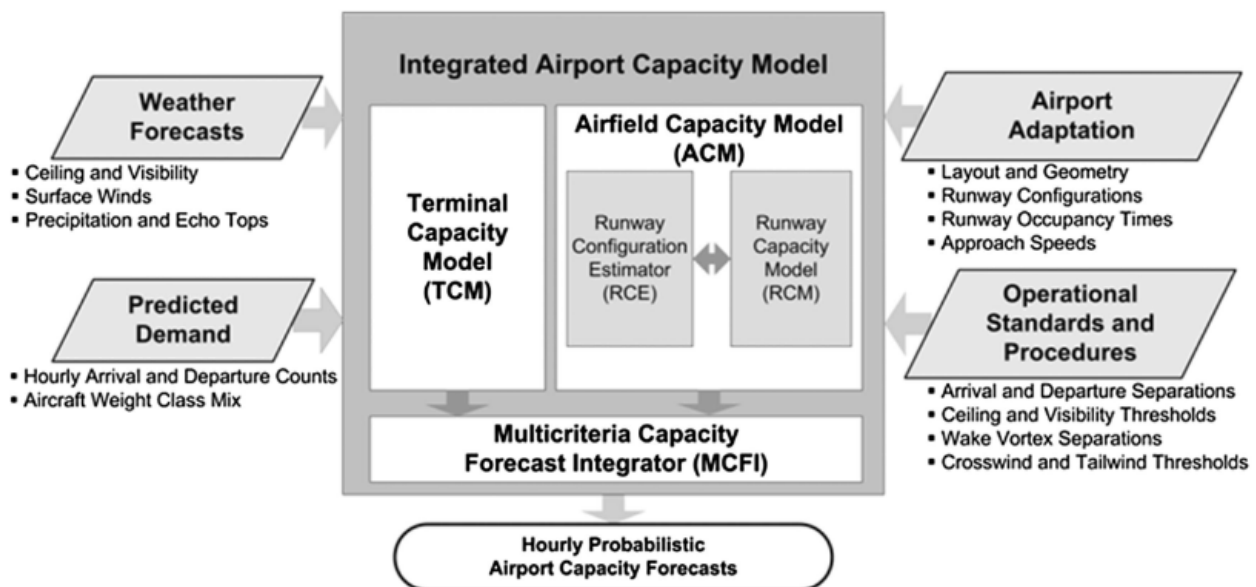 Integrated Airport Capacity Model
Weather
Forecasts
▪ Ceiling and Visibility
▪ Surface Winds
▪ Precipitation and Echo Tops
Predicted
Demand
▪ Hourly Arrival and Departure Counts
▪ Aircraft Weight Class Mix
Terminal
Capacity
Model
(TCM)
Airfield Capacity Model
(ACM)
Runway
Configuration
Estimator
(RCE)
Runway
Capacity
Model
(RCM)
Airport
Adaptation
▪ Layout and Geometry
▪ Runway Configurations
▪ Runway Occupancy Times
▪ Approach Speeds
Operational
Standards and
Procedures
▪ Arrival and Departure Separations
▪ Ceiling and Visibility Thresholds
▪ Wake Vortex Separations
▪ Crosswind and Tailwind Thresholds
Multicriteria Capacity
Forecast Integrator (MCFI)
Hourly Probabilistic
Airport Capacity Forecasts